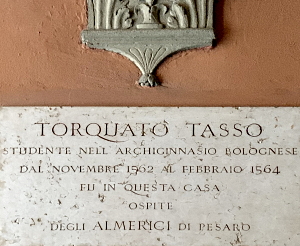 TORQUATO TASSO
STUDENTE NELL'ARCHIGINNASIO BOLOGNESE
DAL NOVEMBRE 1562 AL FEBBRAIO 1564
FU IN QUESTA CASA
OSPITE
DEGLI ALMERICI DI PESARO